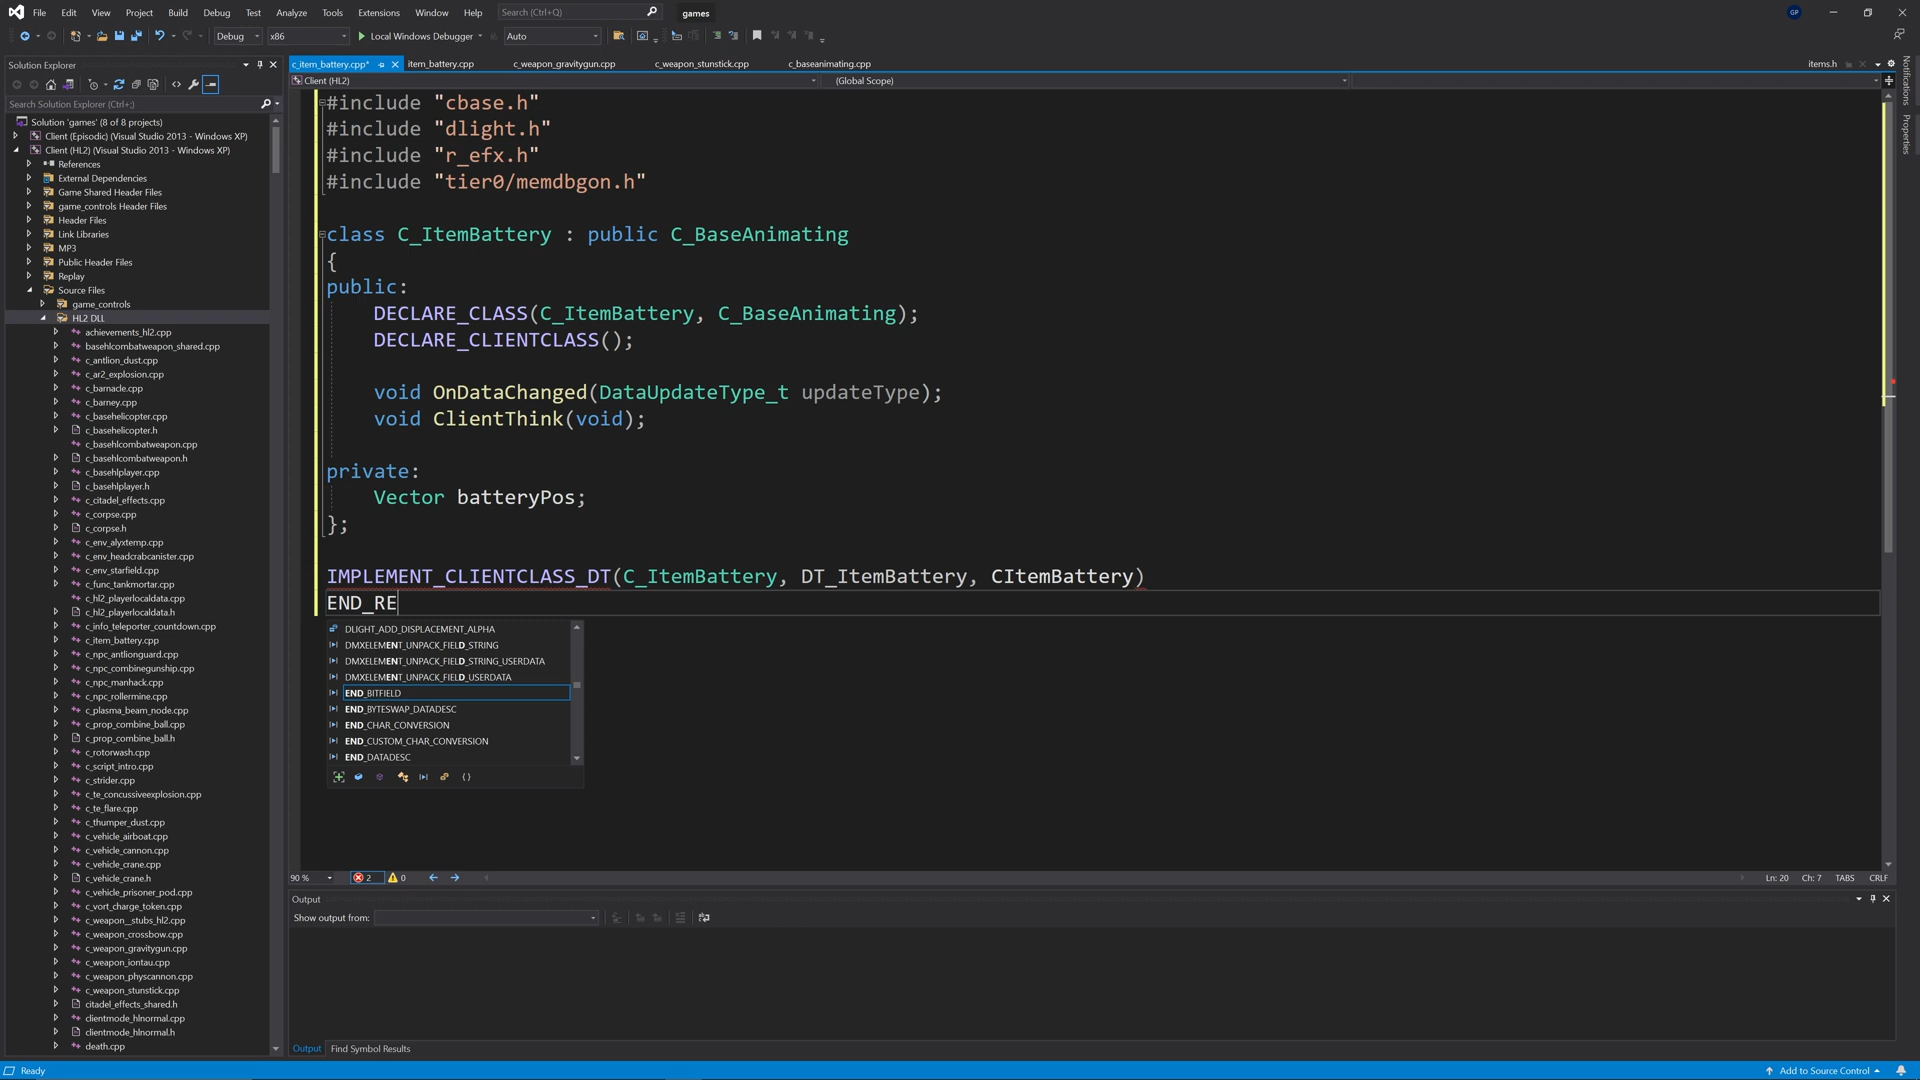 File Edit View Project Build Debug Test Analyze Tools Extensions Window Help Search (Ctrl+Q) games GP
Debug x86 Local Windows Debugger Auto
Solution Explorer
Search Solution Explorer (Ctrl+;)
Solution 'games' (8 of 8 projects)
Client (Episodic) (Visual Studio 2013 - Windows XP)
Client (HL2) (Visual Studio 2013 - Windows XP)
References
External Dependencies
Game Shared Header Files
game_controls Header Files
Header Files
Link Libraries
MP3
Public Header Files
Replay
Source Files
game_controls
HL2 DLL
achievements_hl2.cpp
basehlcombatweapon_shared.cpp
c_antlion_dust.cpp
c_ar2_explosion.cpp
c_barnacle.cpp
c_barney.cpp
c_basehelicopter.cpp
c_basehelicopter.h
c_basehlcombatweapon.cpp
c_basehlcombatweapon.h
c_basehlplayer.cpp
c_basehlplayer.h
c_citadel_effects.cpp
c_corpse.cpp
c_corpse.h
c_env_alyxtemp.cpp
c_env_headcrabcanister.cpp
c_env_starfield.cpp
c_func_tankmortar.cpp
c_hl2_playerlocaldata.cpp
c_hl2_playerlocaldata.h
c_info_teleporter_countdown.cpp
c_item_battery.cpp
c_npc_antlionguard.cpp
c_npc_combinegunship.cpp
c_npc_manhack.cpp
c_npc_rollermine.cpp
c_plasma_beam_node.cpp
c_prop_combine_ball.cpp
c_prop_combine_ball.h
c_rotorwash.cpp
c_script_intro.cpp
c_strider.cpp
c_te_concussiveexplosion.cpp
c_te_flare.cpp
c_thumper_dust.cpp
c_vehicle_airboat.cpp
c_vehicle_cannon.cpp
c_vehicle_crane.cpp
c_vehicle_crane.h
c_vehicle_prisoner_pod.cpp
c_vort_charge_token.cpp
c_weapon__stubs_hl2.cpp
c_weapon_crossbow.cpp
c_weapon_gravitygun.cpp
c_weapon_iontau.cpp
c_weapon_physcannon.cpp
c_weapon_stunstick.cpp
citadel_effects_shared.h
clientmode_hlnormal.cpp
clientmode_hlnormal.h
death.cpp
c_item_battery.cpp* item_battery.cpp c_weapon_gravitygun.cpp c_weapon_stunstick.cpp c_baseanimating.cpp items.h
Client (HL2) (Global Scope)
#include "cbase.h"
#include "dlight.h"
#include "r_efx.h"
#include "tier0/memdbgon.h"
class C_ItemBattery : public C_BaseAnimating
{
public:
DECLARE_CLASS(C_ItemBattery, C_BaseAnimating);
DECLARE_CLIENTCLASS();
void OnDataChanged(DataUpdateType_t updateType);
void ClientThink(void);
private:
Vector batteryPos;
};
IMPLEMENT_CLIENTCLASS_DT(C_ItemBattery, DT_ItemBattery, CItemBattery)
END_RE
DLIGHT_ADD_DISPLACEMENT_ALPHA
DMXELEMENT_UNPACK_FIELD_STRING
DMXELEMENT_UNPACK_FIELD_STRING_USERDATA
DMXELEMENT_UNPACK_FIELD_USERDATA
END_BITFIELD
END_BYTESWAP_DATADESC
END_CHAR_CONVERSION
END_CUSTOM_CHAR_CONVERSION
END_DATADESC
90 % 2 0 Ln: 20 Ch: 7 TABS CRLF
Output
Show output from:
Output Find Symbol Results
Notifications
Properties
Ready Add to Source Control